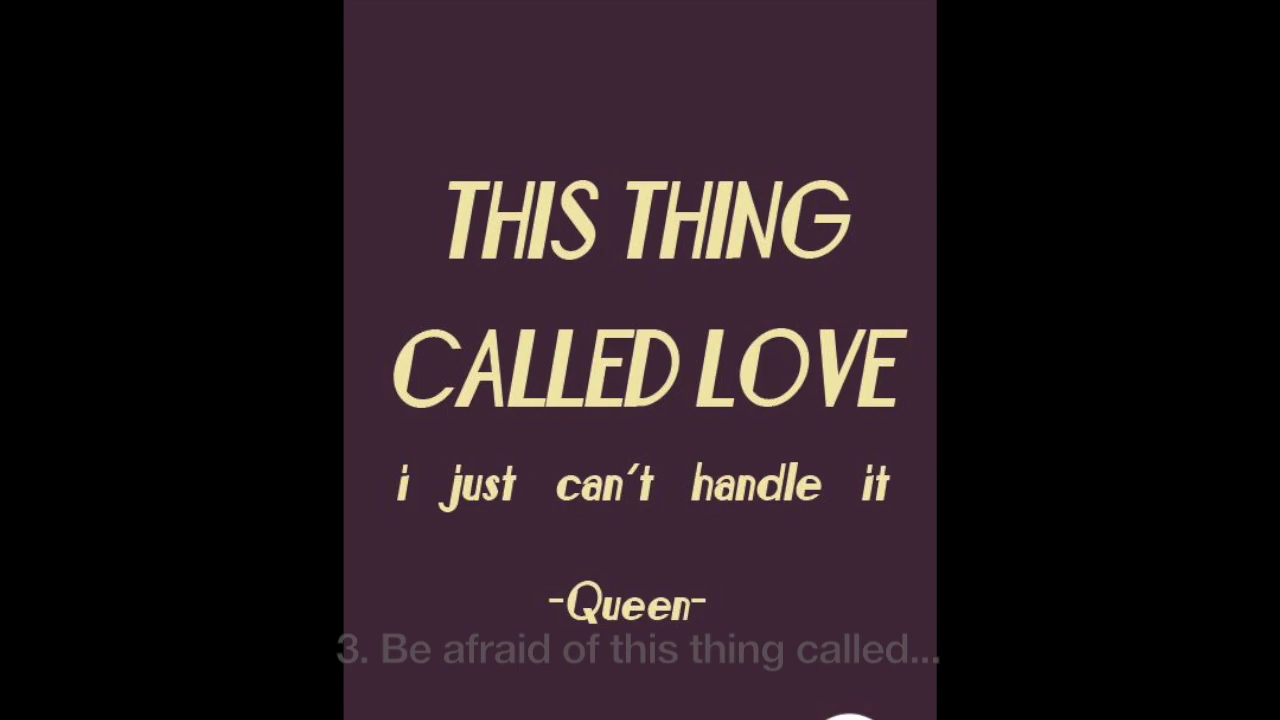 THIS THING
CALLED LOVE
i just can't handle it
-Queen-
3. Be afraid of this thing called...